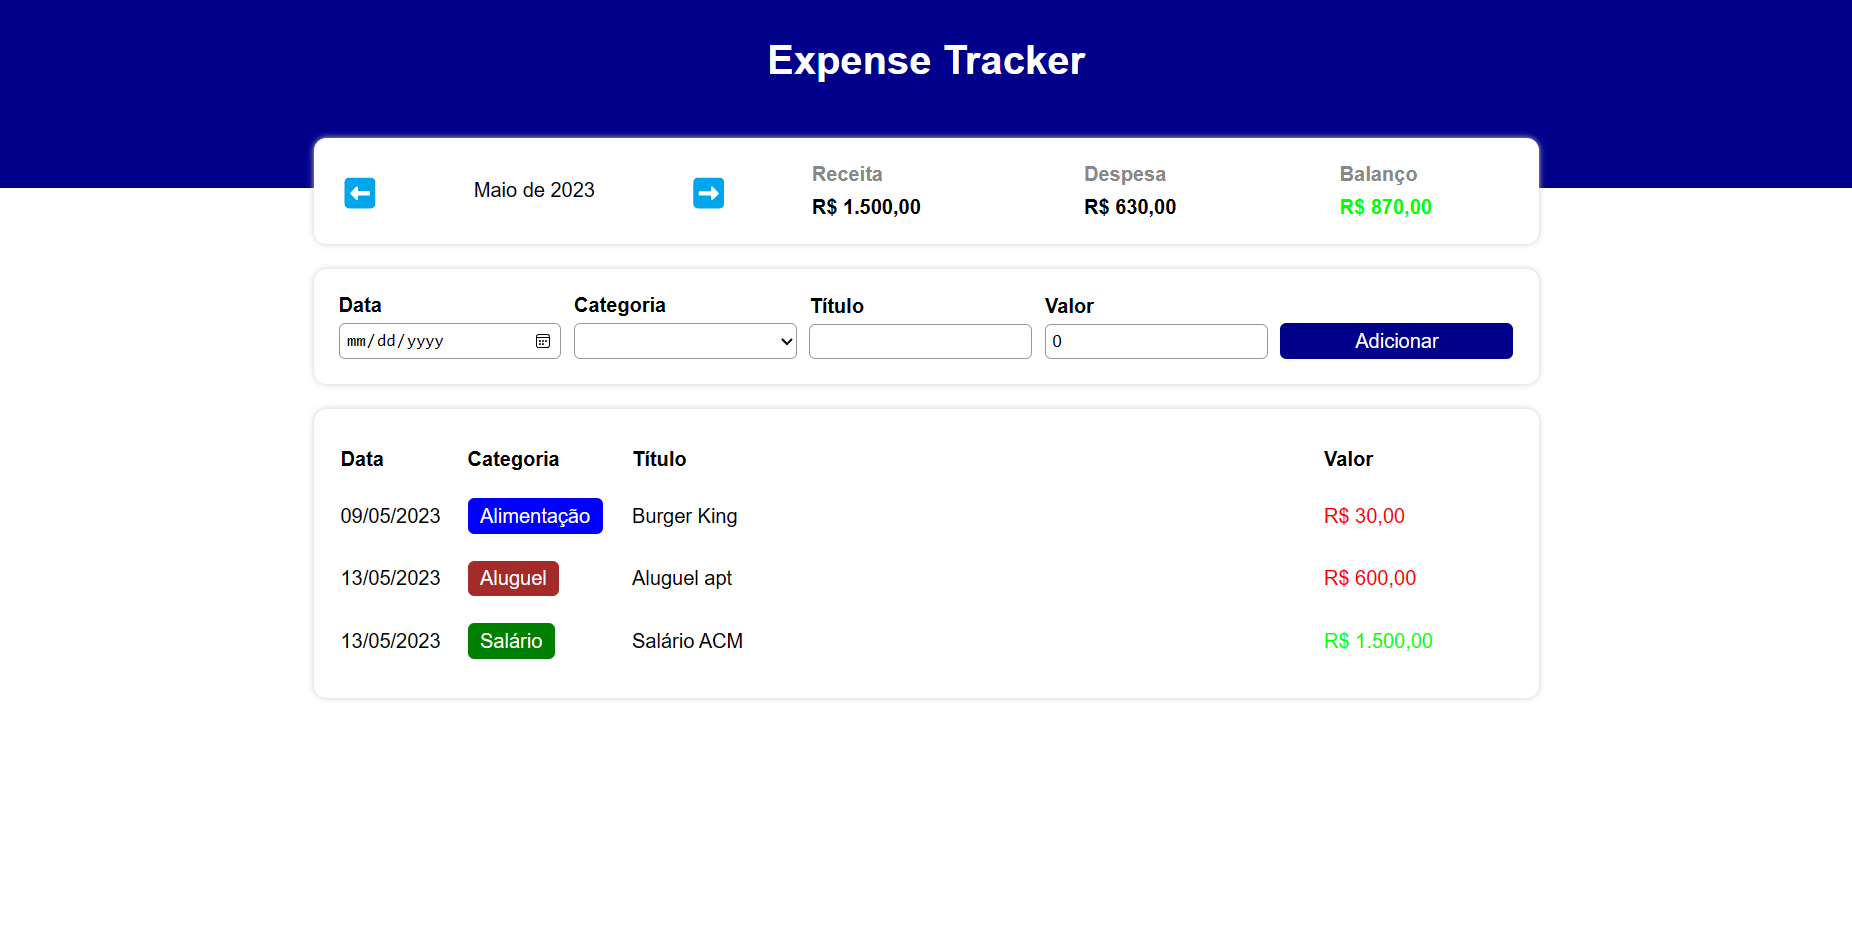 Expense Tracker
Maio de 2023
Receita
R$ 1.500,00
Despesa
R$ 630,00
Balanço
R$ 870,00
Data
mm/dd/yyyy
Categoria
Título
Valor
0
Adicionar
Data Categoria Título Valor
09/05/2023 Alimentação Burger King R$ 30,00
13/05/2023 Aluguel Aluguel apt R$ 600,00
13/05/2023 Salário Salário ACM R$ 1.500,00